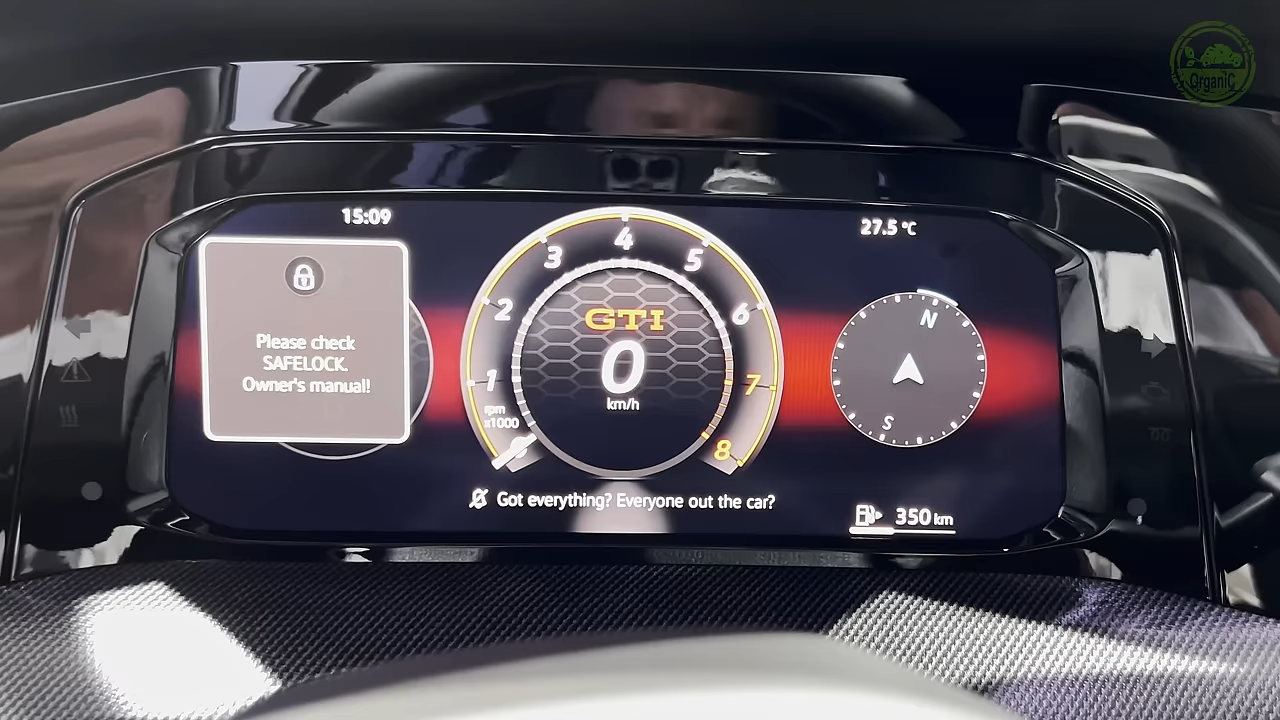 OrganiC
15:09
27.5 °C
Please check
SAFELOCK.
Owner's manual!
1
2
3
4
5
6
7
8
rpm
x1000
GTI
0
km/h
N
S
Got everything? Everyone out the car?
350 km